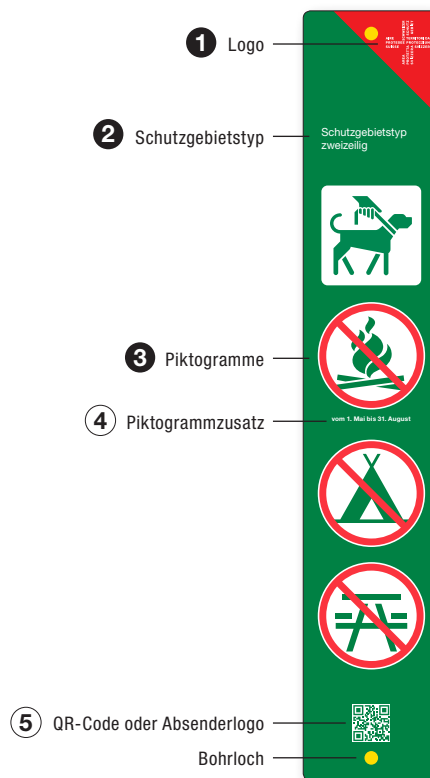 1 Logo
2 Schutzgebietstyp
Schutzgebietstyp
zweizeilig
3 Piktogramme
4 Piktogrammzusatz
vom 1. Mai bis 31. August
5 QR-Code oder Absenderlogo
Bohrloch